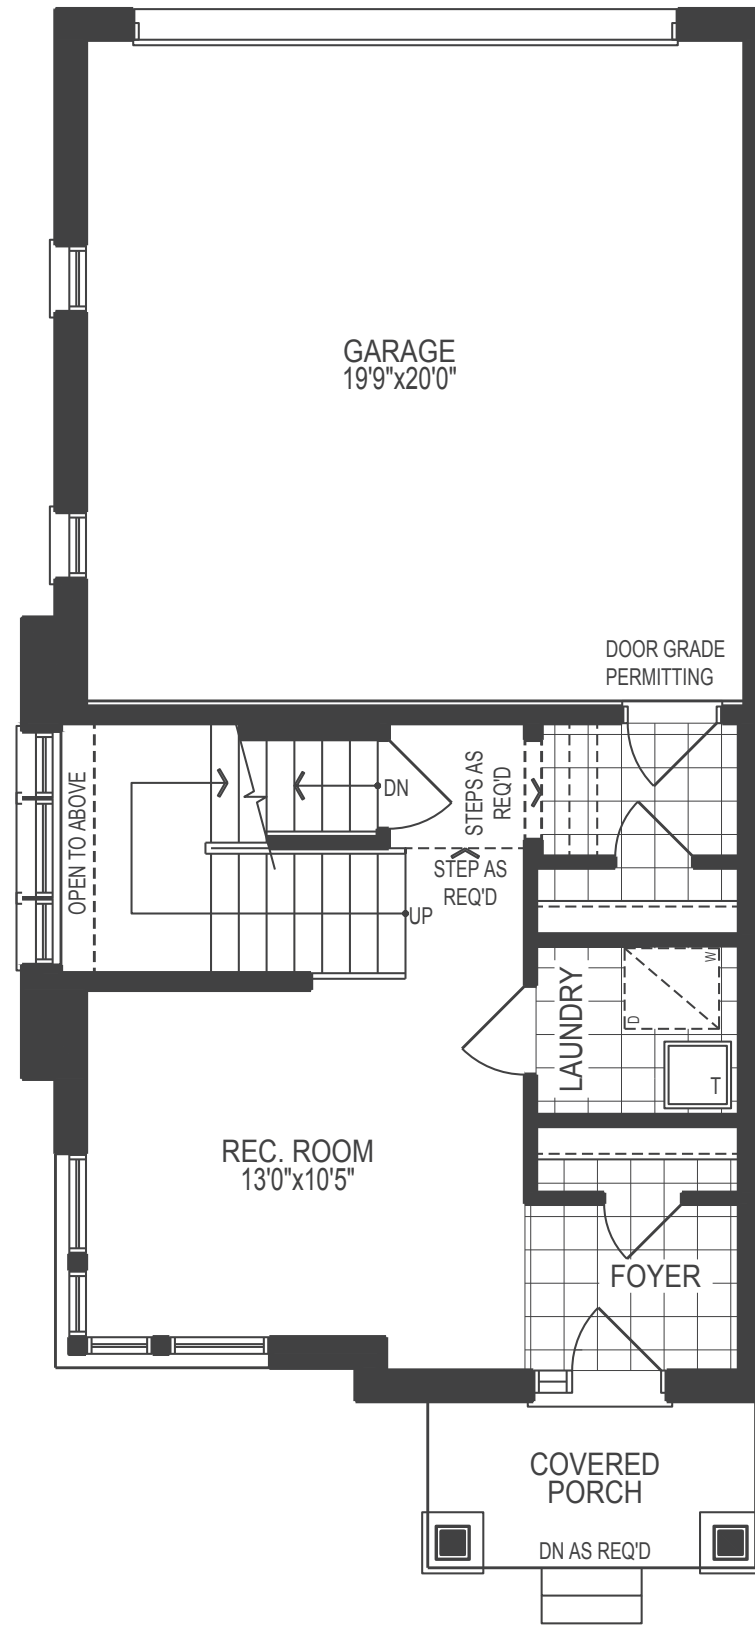 GARAGE
19'9"x20'0"
DOOR GRADE
PERMITTING
OPEN TO ABOVE
DN
STEPS AS
REQ'D
STEP AS
REQ'D
UP
LAUNDRY
W
D
T
REC. ROOM
13'0"x10'5"
FOYER
COVERED
PORCH
DN AS REQ'D